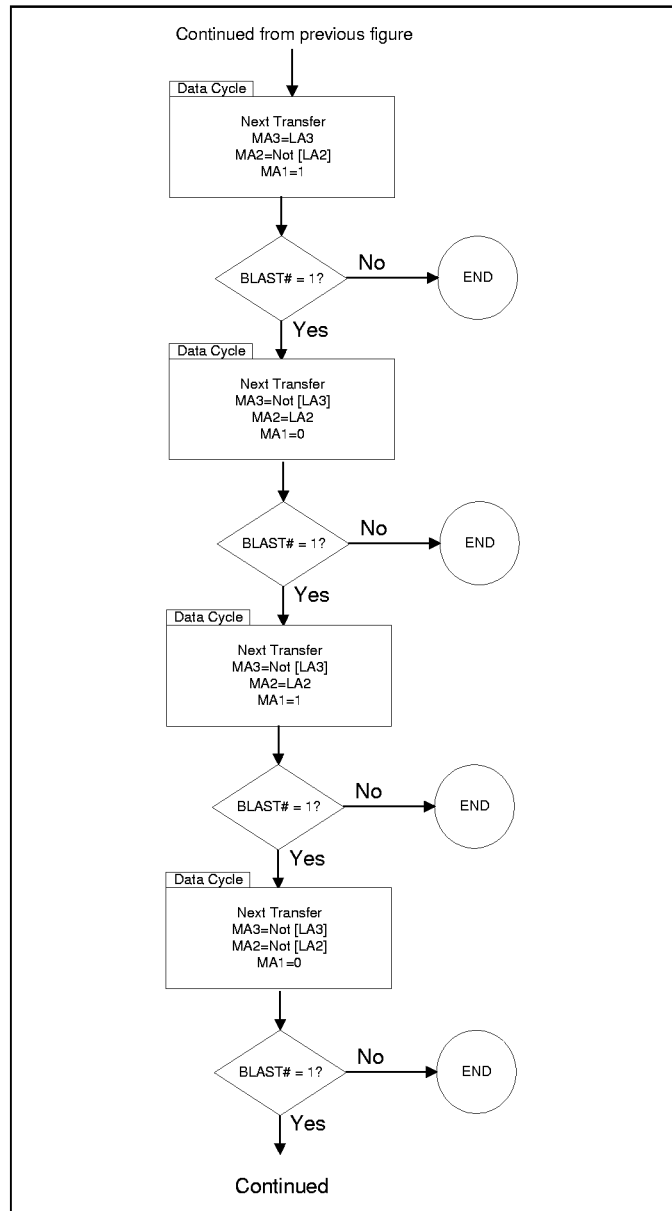 Continued from previous figure
Data Cycle
Next Transfer
MA3=LA3
MA2=Not [LA2]
MA1=1
BLAST# = 1?
No
END
Yes
Data Cycle
Next Transfer
MA3=Not [LA3]
MA2=LA2
MA1=0
BLAST# = 1?
No
END
Yes
Data Cycle
Next Transfer
MA3=Not [LA3]
MA2=LA2
MA1=1
BLAST# = 1?
No
END
Yes
Data Cycle
Next Transfer
MA3=Not [LA3]
MA2=Not [LA2]
MA1=0
BLAST# = 1?
No
END
Yes
Continued